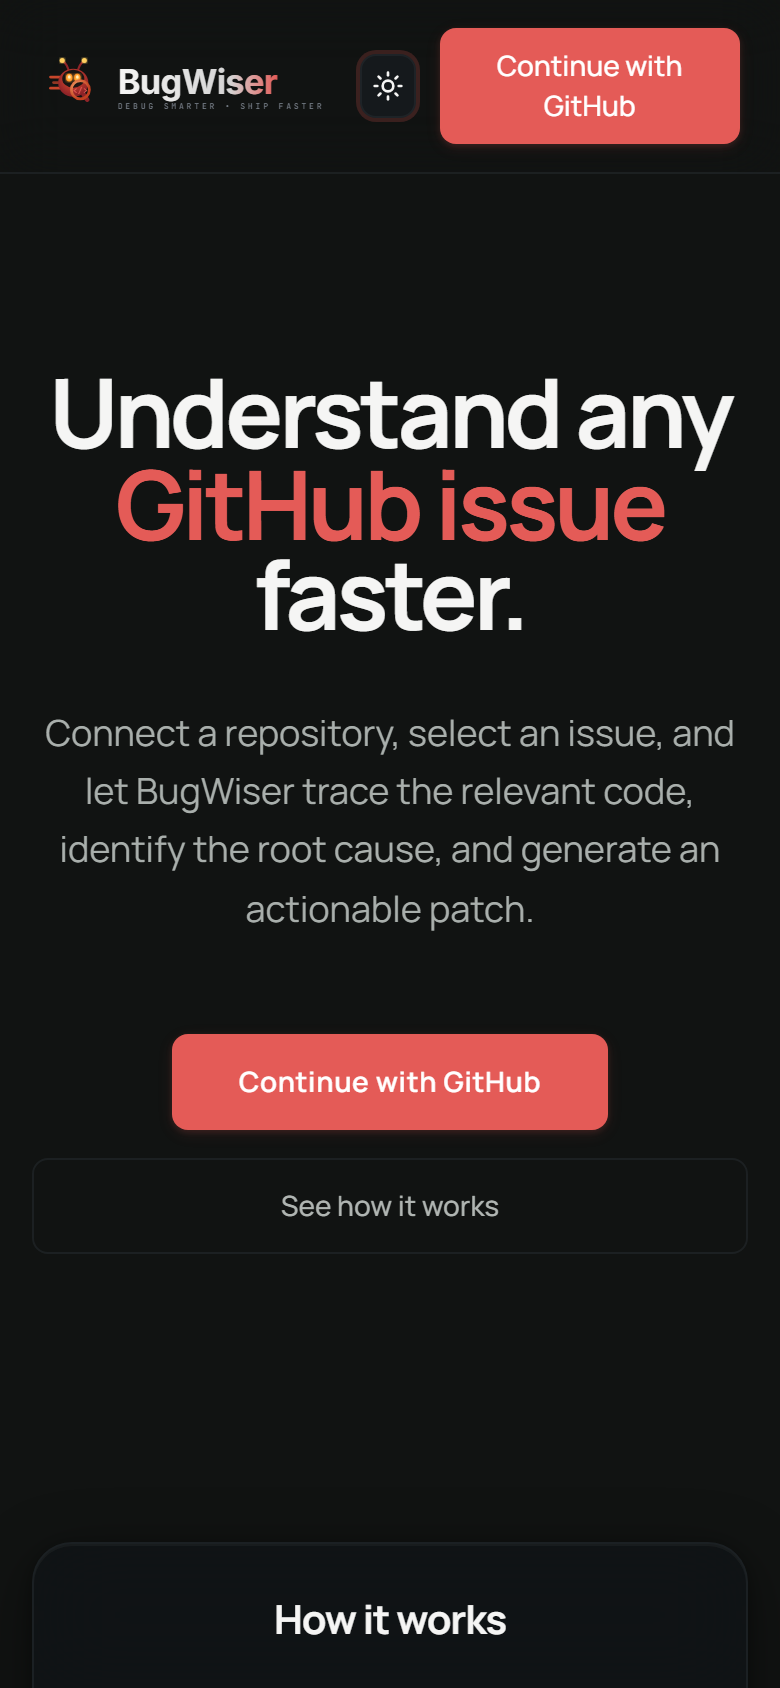 BugWiser
DEBUG SMARTER • SHIP FASTER
Continue with
GitHub
Understand any
GitHub issue
faster.
Connect a repository, select an issue, and
let BugWiser trace the relevant code,
identify the root cause, and generate an
actionable patch.
Continue with GitHub
See how it works
How it works